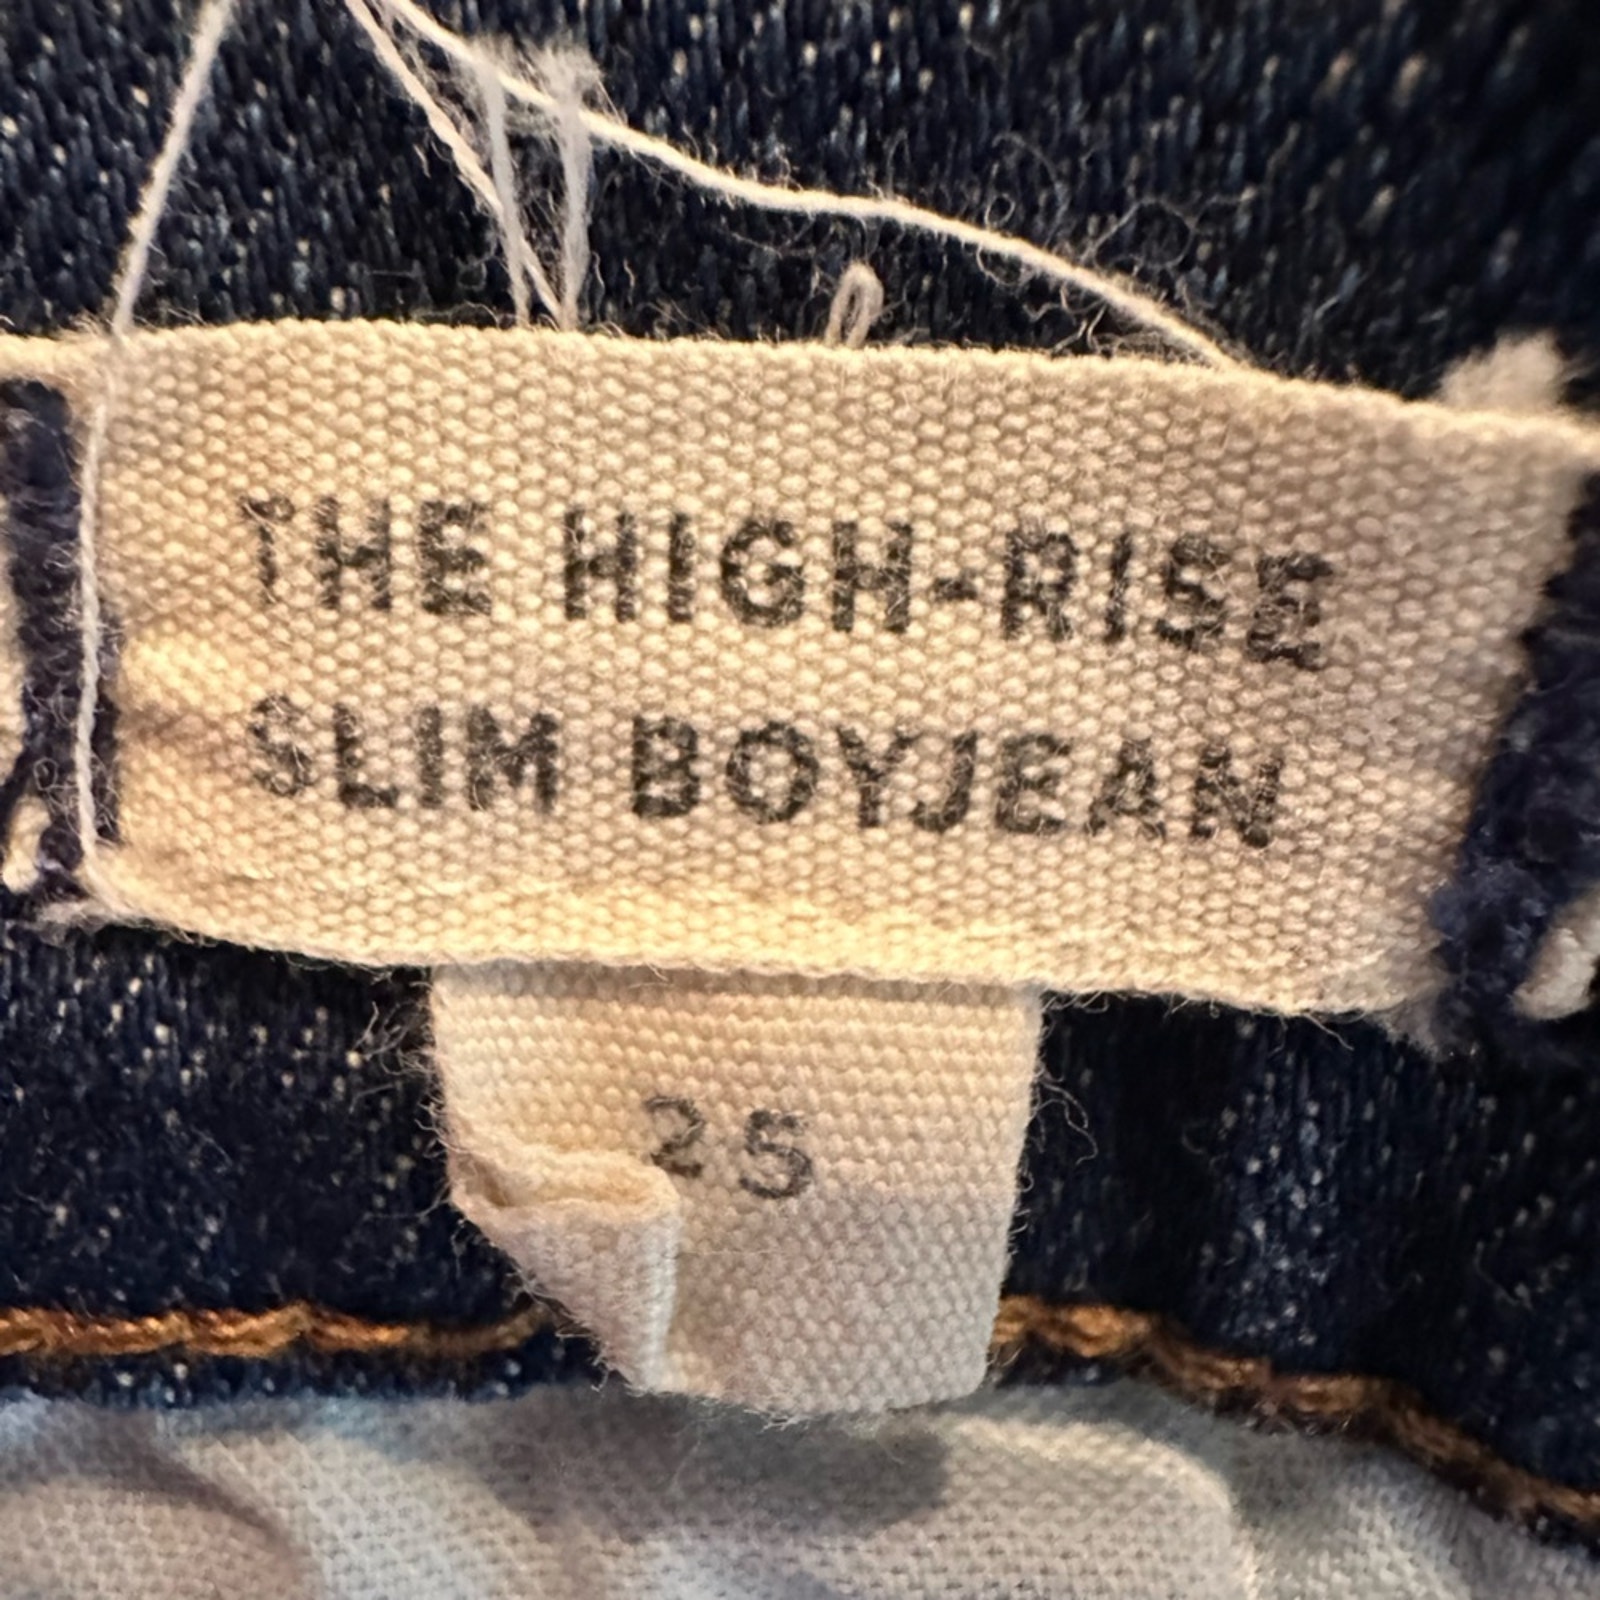 THE HIGH-RISE
SLIM BOYJEAN
25